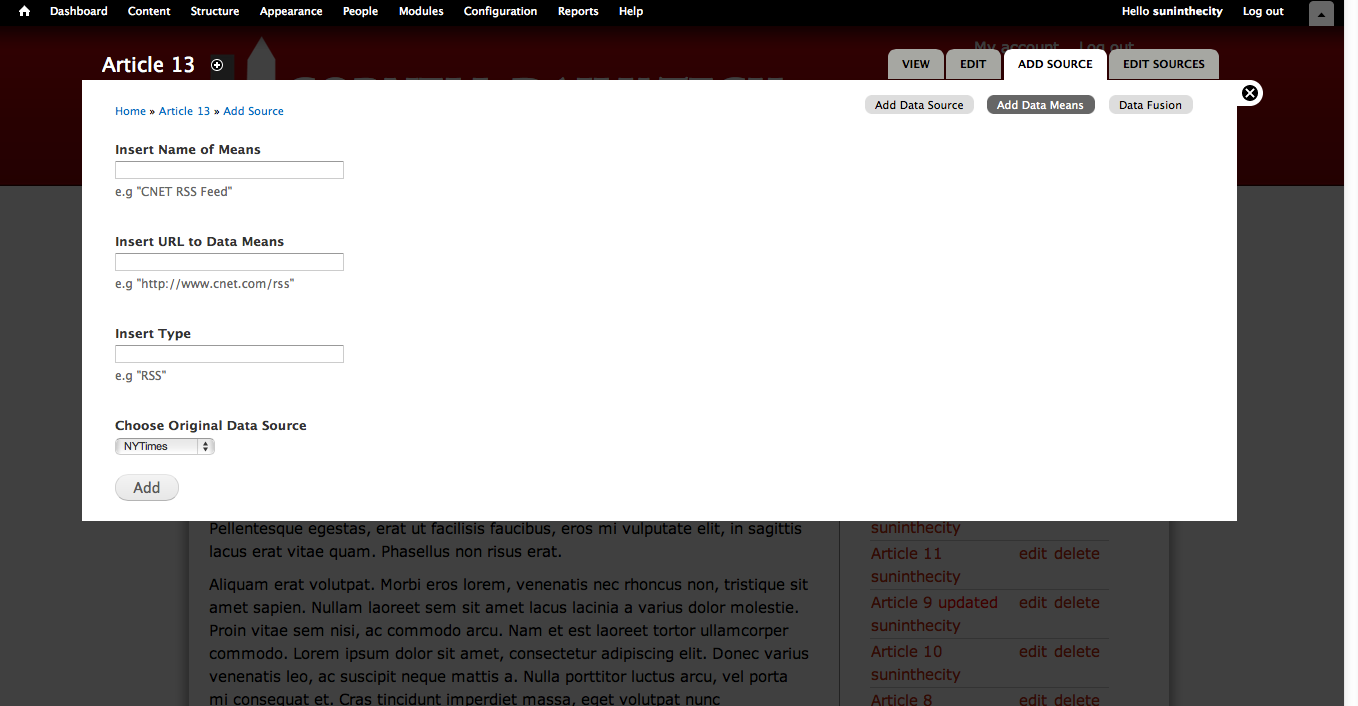 Dashboard Content Structure Appearance People Modules Configuration Reports Help Hello suninthecity Log out
My account Log out
Article 13 VIEW EDIT ADD SOURCE EDIT SOURCES
Home » Article 13 » Add Source Add Data Source Add Data Means Data Fusion
Insert Name of Means
e.g "CNET RSS Feed"
Insert URL to Data Means
e.g "http://www.cnet.com/rss"
Insert Type
e.g "RSS"
Choose Original Data Source
NYTimes
Add
Pellentesque egestas, erat ut facilisis faucibus, eros mi vulputate elit, in sagittis
lacus erat vitae quam. Phasellus non risus erat.
Aliquam erat volutpat. Morbi eros lorem, venenatis nec rhoncus non, tristique sit
amet sapien. Nullam laoreet sem sit amet lacus lacinia a varius dolor molestie.
Proin vitae sem nisi, ac commodo arcu. Nam et est laoreet tortor ullamcorper
commodo. Lorem ipsum dolor sit amet, consectetur adipiscing elit. Donec varius
venenatis leo, ac suscipit neque mattis a. Nulla porttitor luctus arcu, vel porta
mi consequat et. Cras tincidunt imperdiet massa, eget volutpat nunc
suninthecity
Article 11 edit delete
suninthecity
Article 9 updated edit delete
suninthecity
Article 10 edit delete
suninthecity
Article 8 edit delete